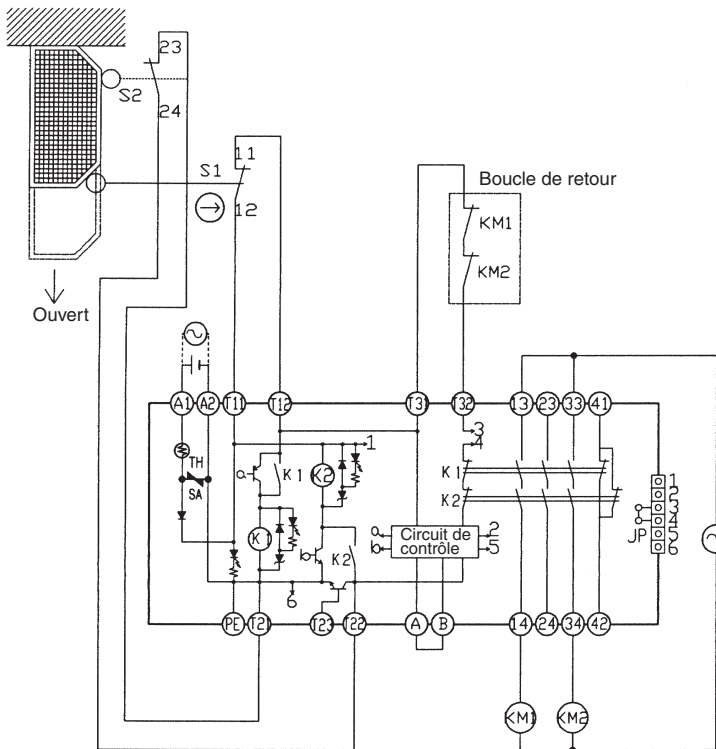 23
S2
24
11
S1
12
Boucle de retour
KM1
KM2
Ouvert
A1
A2
T11
T12
T31
T32
13
23
33
41
TH
SA
a
K1
K2
1
3
4
K1
K2
K1
b
K2
a
b
Circuit de
contrôle
2
5
6
JP
1
2
3
4
5
6
PE
T21
T23
T22
A
B
14
24
34
42
KM1
KM2